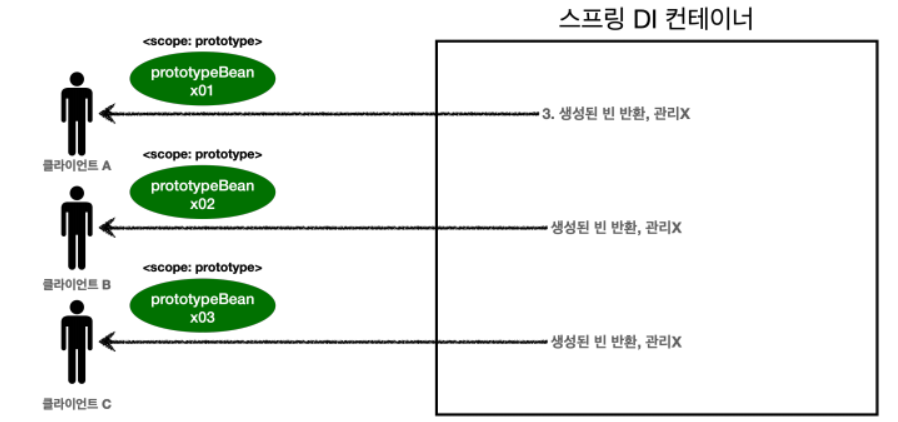 스프링 DI 컨테이너
<scope: prototype>
prototypeBean
x01
3. 생성된 빈 반환, 관리X
클라이언트 A
<scope: prototype>
prototypeBean
x02
생성된 빈 반환, 관리X
클라이언트 B
<scope: prototype>
prototypeBean
x03
생성된 빈 반환, 관리X
클라이언트 C